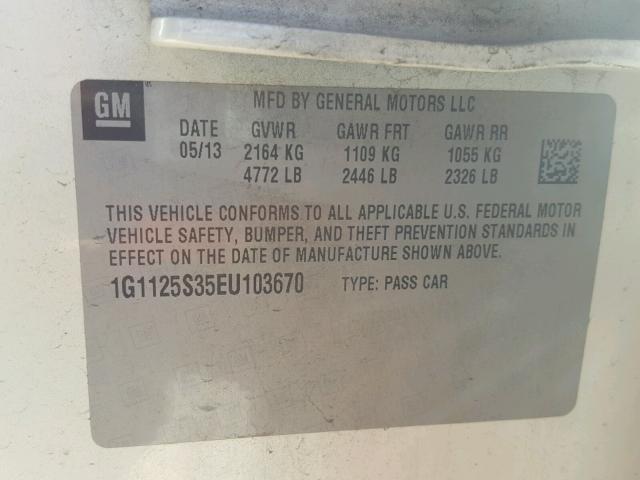 GM MFD BY GENERAL MOTORS LLC
DATE GVWR GAWR FRT GAWR RR
05/13 2164 KG 1109 KG 1055 KG
4772 LB 2446 LB 2326 LB
THIS VEHICLE CONFORMS TO ALL APPLICABLE U.S. FEDERAL MOTOR
VEHICLE SAFETY, BUMPER, AND THEFT PREVENTION STANDARDS IN
EFFECT ON THE DATE OF MANUFACTURE SHOWN ABOVE.
1G1125S35EU103670 TYPE: PASS CAR